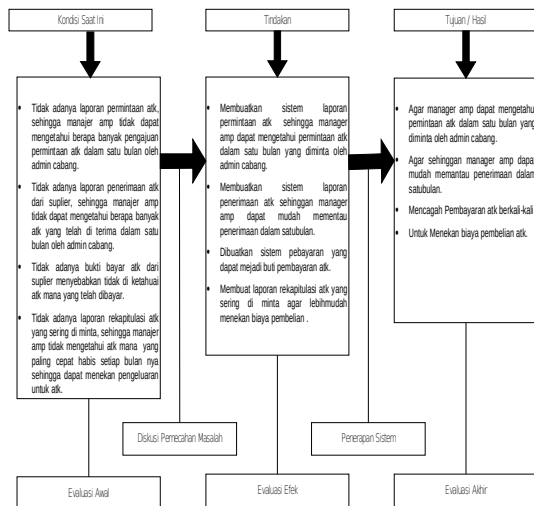 Kondisi Saat Ini
Tindakan
Tujuan / Hasil
• Tidak adanya laporan permintaan atk,
sehingga manajer amp tidak dapat
mengetahui berapa banyak pengajuan
permintaan atk dalam satu bulan oleh
admin cabang.
• Tidak adanya laporan penerimaan atk
dari suplier, sehingga manajer amp
tidak dapat mengetahui berapa banyak
atk yang telah di terima dalam satu
bulan oleh admin cabang.
• Tidak adanya bukti bayar atk dari
suplier menyebabkan tidak di ketahuai
atk mana yang telah dibayar.
• Tidak adanya laporan rekapitulasi atk
yang sering di minta, sehingga manajer
amp tidak mengetahui atk mana yang
paling cepat habis setiap bulan nya
sehingga dapat menekan pengeluaran
untuk atk.
• Membuatkan sistem laporan
permintaan atk sehingga manager
amp dapat mengetahui permintaan atk
dalam satu bulan yang diminta oleh
admin cabang.
• Membuatkan sistem laporan
penerimaan atk sehinggan manager
amp dapat mudah mementau
penerimaan dalam satubulan.
• Dibuatkan sistem pebayaran yang
dapat mejadi buti pembayaran atk.
• Membuat laporan rekapitulasi atk yang
sering di minta agar lebihmudah
menekan biaya pembelian .
• Agar manager amp dapat mengetahu
pemintaan atk dalam satu bulan yang
diminta oleh admin cabang.
• Agar sehinggan manager amp dapat
mudah memantau penerimaan dalam
satubulan.
• Mencagah Pembayaran atk berkali-kali
• Untuk Menekan biaya pembelian atk.
Diskusi Pemecahan Masalah
Penerapan Sistem
Evaluasi Awal
Evaluasi Efek
Evaluasi Akhir